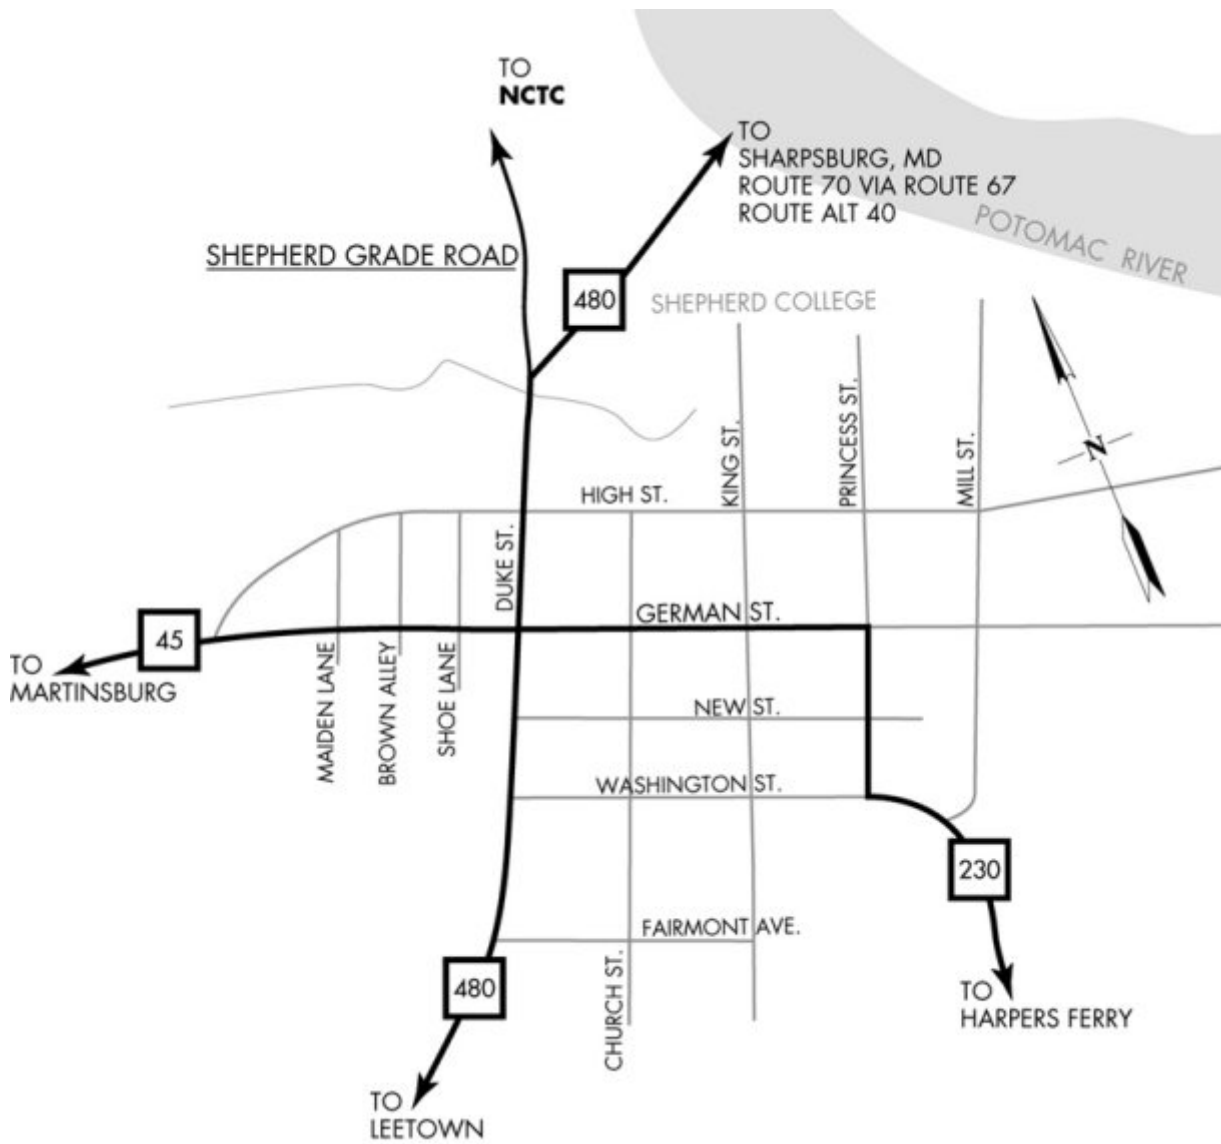 TO
NCTC
TO
SHARPSBURG, MD
ROUTE 70 VIA ROUTE 67
ROUTE ALT 40
POTOMAC RIVER
SHEPHERD GRADE ROAD
480
SHEPHERD COLLEGE
KING ST.
PRINCESS ST.
MILL ST.
N
HIGH ST.
DUKE ST.
GERMAN ST.
45
TO
MARTINSBURG
MAIDEN LANE
BROWN ALLEY
SHOE LANE
NEW ST.
WASHINGTON ST.
230
FAIRMONT AVE.
CHURCH ST.
480
TO
HARPERS FERRY
TO
LEETOWN